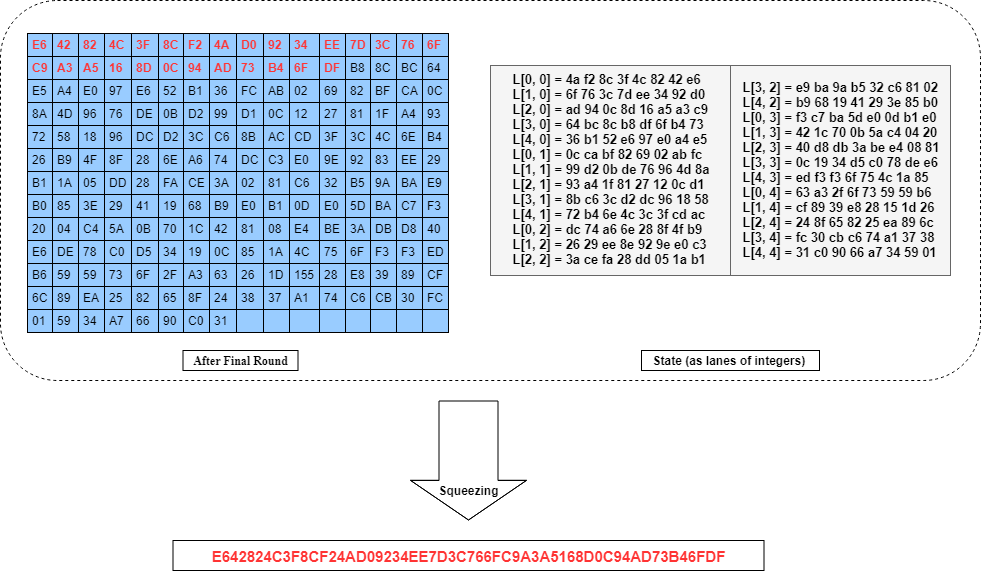 E6 42 82 4C 3F 8C F2 4A D0 92 34 EE 7D 3C 76 6F
C9 A3 A5 16 8D 0C 94 AD 73 B4 6F DF B8 8C BC 64
E5 A4 E0 97 E6 52 B1 36 FC AB 02 69 82 BF CA 0C
8A 4D 96 76 DE 0B D2 99 D1 0C 12 27 81 1F A4 93
72 58 18 96 DC D2 3C C6 8B AC CD 3F 3C 4C 6E B4
26 B9 4F 8F 28 6E A6 74 DC C3 E0 9E 92 83 EE 29
B1 1A 05 DD 28 FA CE 3A 02 81 C6 32 B5 9A BA E9
B0 85 3E 29 41 19 68 B9 E0 B1 0D E0 5D BA C7 F3
20 04 C4 5A 0B 70 1C 42 81 08 E4 BE 3A DB D8 40
E6 DE 78 C0 D5 34 19 0C 85 1A 4C 75 6F F3 F3 ED
B6 59 59 73 6F 2F A3 63 26 1D 155 28 E8 39 89 CF
6C 89 EA 25 82 65 8F 24 38 37 A1 74 C6 CB 30 FC
01 59 34 A7 66 90 C0 31
After Final Round
L[0, 0] = 4a f2 8c 3f 4c 82 42 e6
L[1, 0] = 6f 76 3c 7d ee 34 92 d0
L[2, 0] = ad 94 0c 8d 16 a5 a3 c9
L[3, 0] = 64 bc 8c b8 df 6f b4 73
L[4, 0] = 36 b1 52 e6 97 e0 a4 e5
L[0, 1] = 0c ca bf 82 69 02 ab fc
L[1, 1] = 99 d2 0b de 76 96 4d 8a
L[2, 1] = 93 a4 1f 81 27 12 0c d1
L[3, 1] = 8b c6 3c d2 dc 96 18 58
L[4, 1] = 72 b4 6e 4c 3c 3f cd ac
L[0, 2] = dc 74 a6 6e 28 8f 4f b9
L[1, 2] = 26 29 ee 8e 92 9e e0 c3
L[2, 2] = 3a ce fa 28 dd 05 1a b1
L[3, 2] = e9 ba 9a b5 32 c6 81 02
L[4, 2] = b9 68 19 41 29 3e 85 b0
L[0, 3] = f3 c7 ba 5d e0 0d b1 e0
L[1, 3] = 42 1c 70 0b 5a c4 04 20
L[2, 3] = 40 d8 db 3a be e4 08 81
L[3, 3] = 0c 19 34 d5 c0 78 de e6
L[4, 3] = ed f3 f3 6f 75 4c 1a 85
L[0, 4] = 63 a3 2f 6f 73 59 59 b6
L[1, 4] = cf 89 39 e8 28 15 1d 26
L[2, 4] = 24 8f 65 82 25 ea 89 6c
L[3, 4] = fc 30 cb c6 74 a1 37 38
L[4, 4] = 31 c0 90 66 a7 34 59 01
State (as lanes of integers)
Squeezing
E642824C3F8CF24AD09234EE7D3C766FC9A3A5168D0C94AD73B46FDF